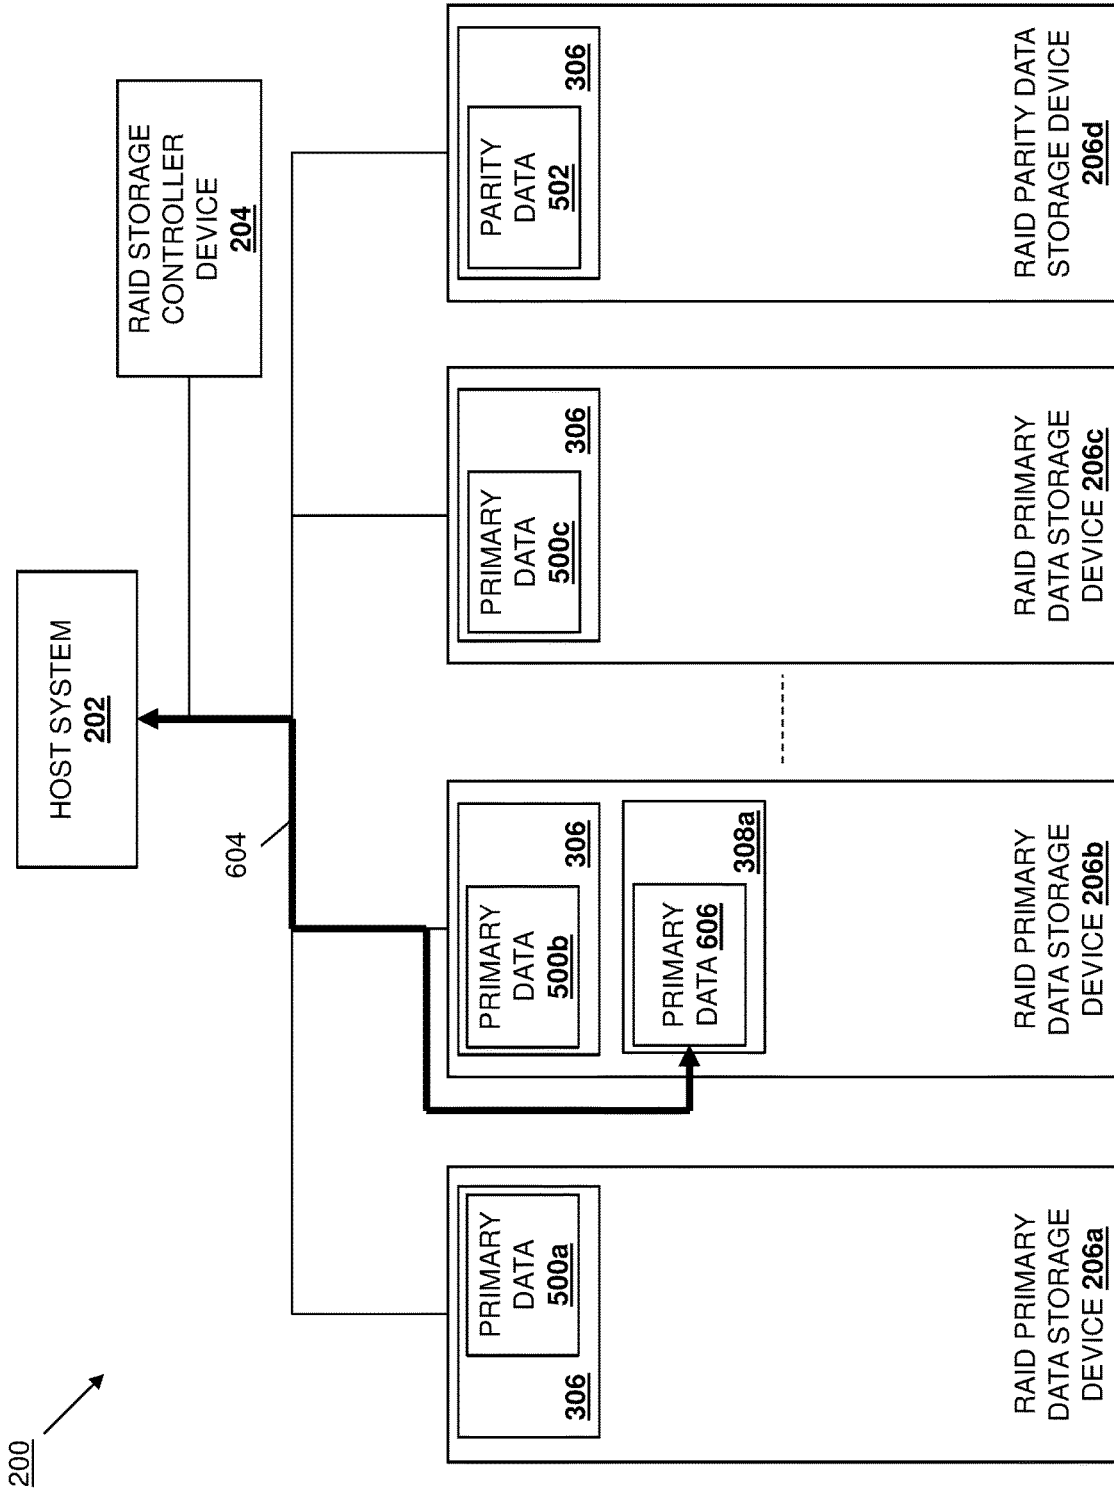 200
HOST SYSTEM
202
RAID STORAGE
CONTROLLER
DEVICE
204
604
306
PRIMARY
DATA
500a
RAID PRIMARY
DATA STORAGE
DEVICE 206a
PRIMARY
DATA
500b
306
PRIMARY
DATA 606
308a
RAID PRIMARY
DATA STORAGE
DEVICE 206b
PRIMARY
DATA
500c
306
RAID PRIMARY
DATA STORAGE
DEVICE 206c
PARITY
DATA
502
306
RAID PARITY DATA
STORAGE DEVICE
206d